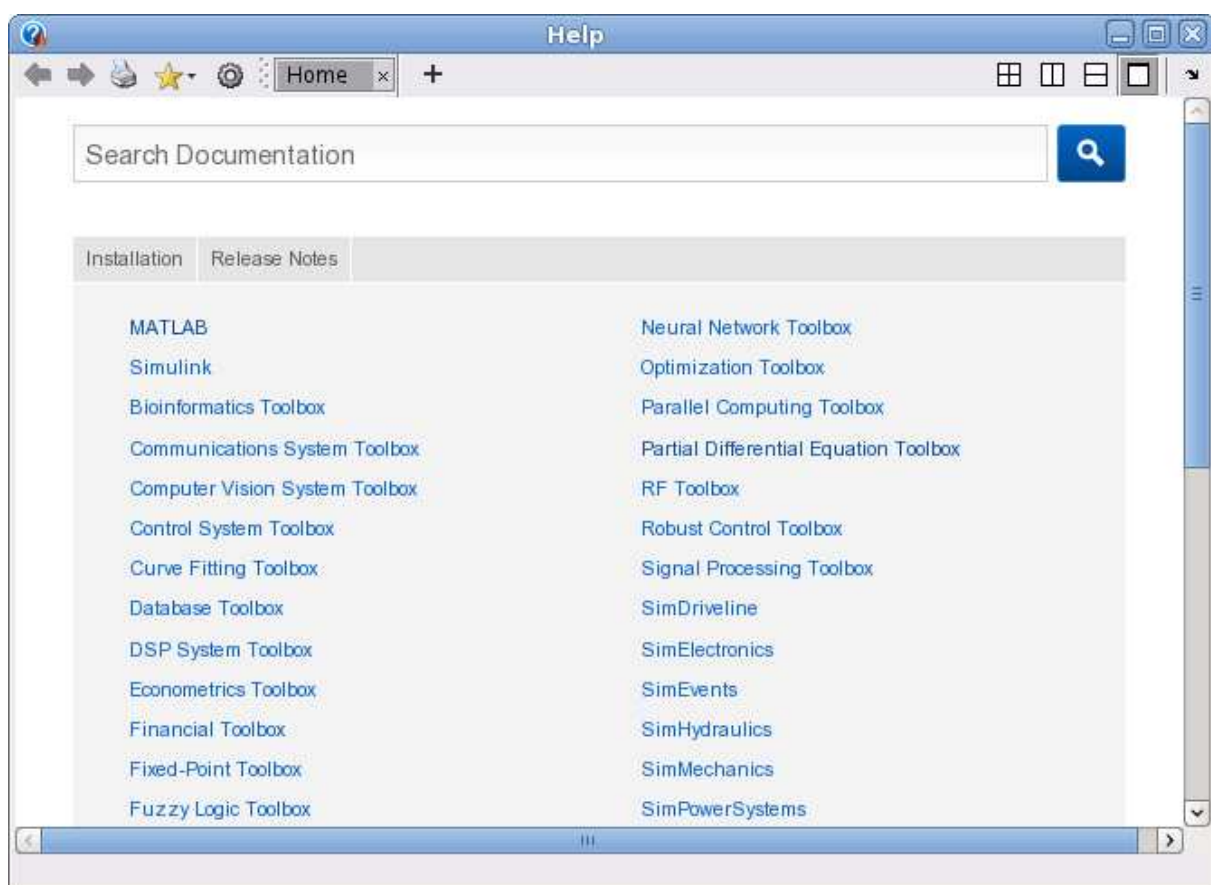 Help
Home
Search Documentation
Installation Release Notes
MATLAB
Simulink
Bioinformatics Toolbox
Communications System Toolbox
Computer Vision System Toolbox
Control System Toolbox
Curve Fitting Toolbox
Database Toolbox
DSP System Toolbox
Econometrics Toolbox
Financial Toolbox
Fixed-Point Toolbox
Fuzzy Logic Toolbox
Neural Network Toolbox
Optimization Toolbox
Parallel Computing Toolbox
Partial Differential Equation Toolbox
RF Toolbox
Robust Control Toolbox
Signal Processing Toolbox
SimDriveline
SimElectronics
SimEvents
SimHydraulics
SimMechanics
SimPowerSystems